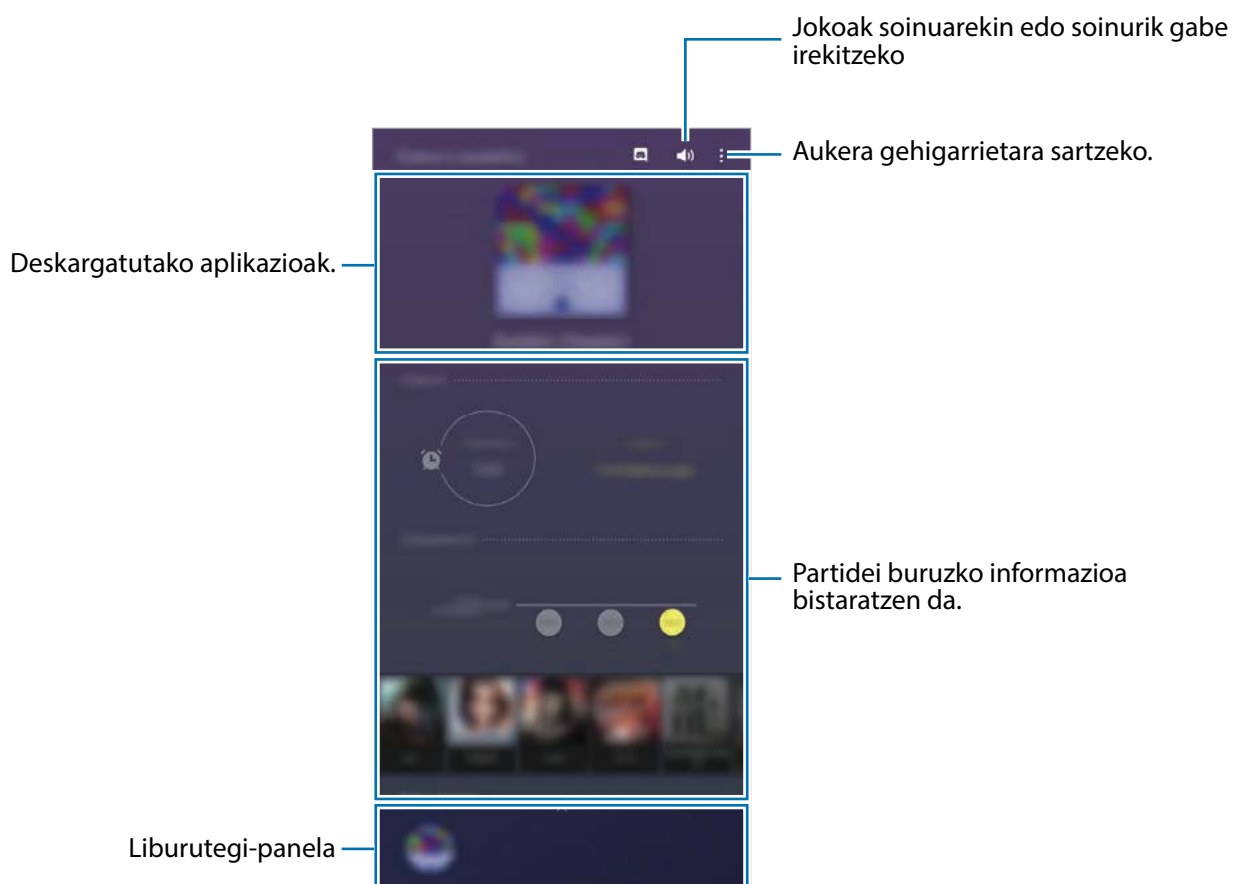 Jokoak soinuarekin edo soinurik gabe
irekitzeko
Aukera gehigarrietara sartzeko.
Deskargatutako aplikazioak.
Partidei buruzko informazioa
bistaratzen da.
Liburutegi-panela